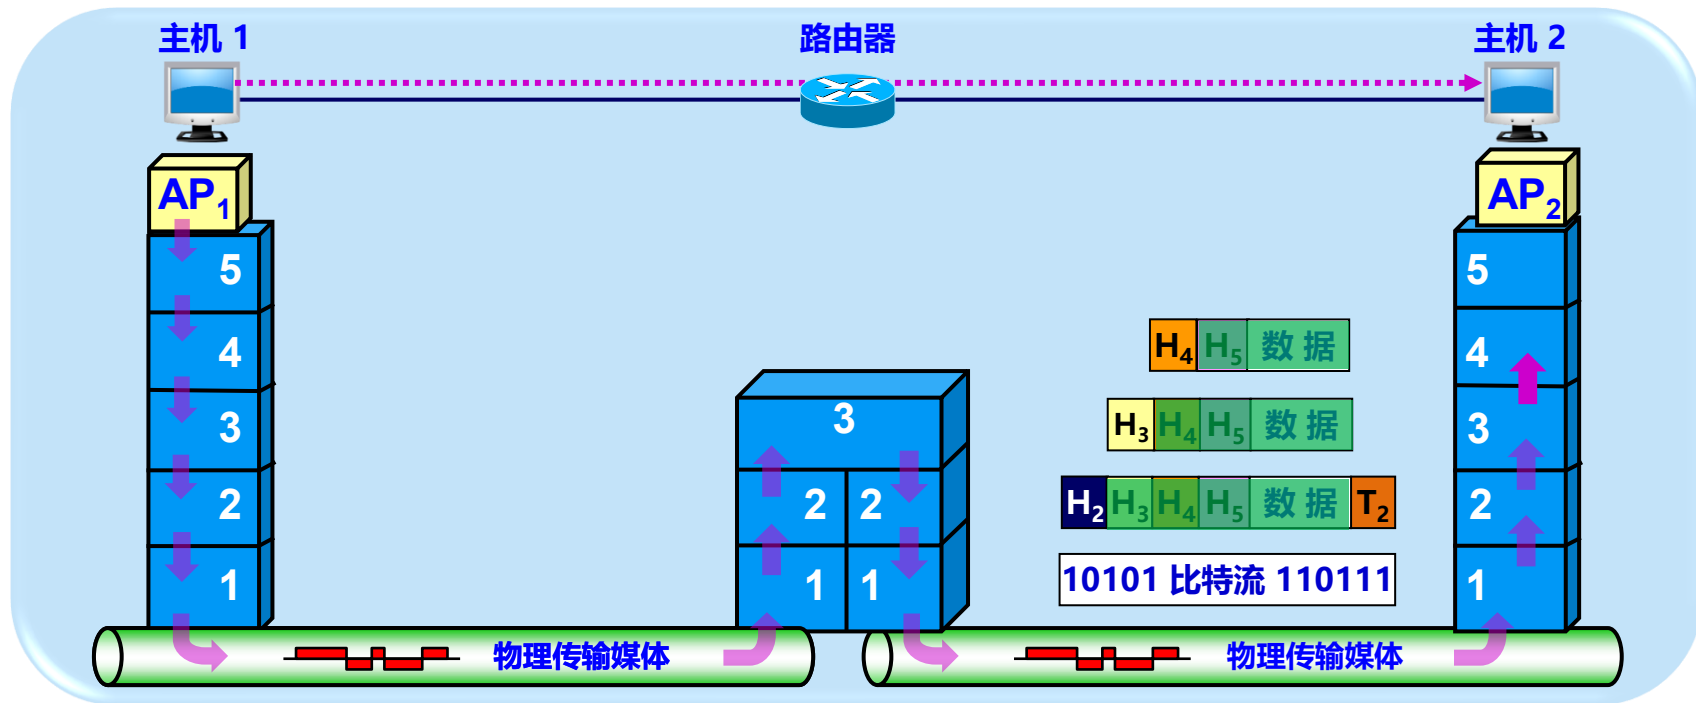 主机 1
路由器
主机 2
AP1
AP2
5
4
3
2
1
3
2 2
1 1
H4 H5 数据
H3 H4 H5 数据
H2 H3 H4 H5 数据 T2
10101 比特流 110111
5
4
3
2
1
物理传输媒体
物理传输媒体